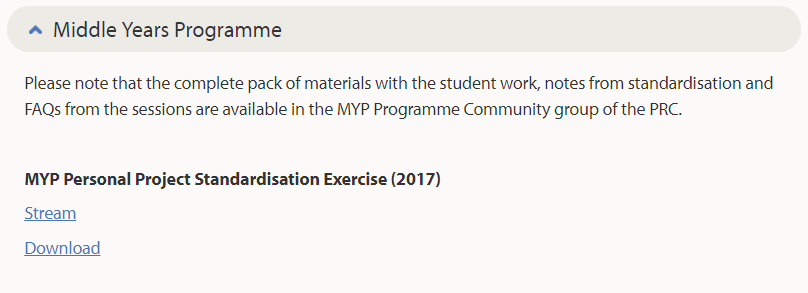 Middle Years Programme
Please note that the complete pack of materials with the student work, notes from standardisation and
FAQs from the sessions are available in the MYP Programme Community group of the PRC.
MYP Personal Project Standardisation Exercise (2017)
Stream
Download